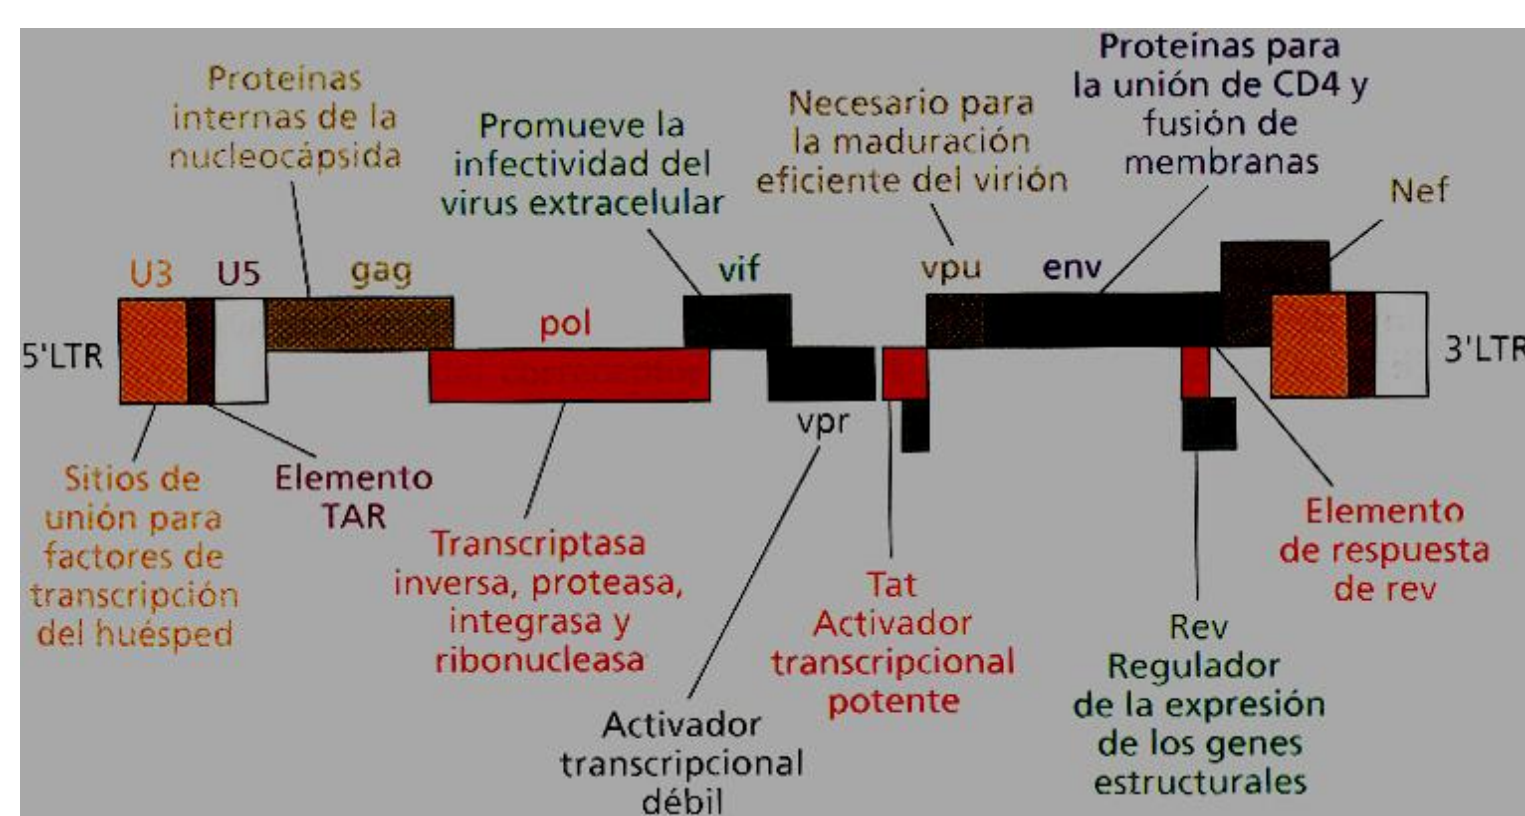 Proteínas
internas de la
nucleocápsida
Promueve la
infectividad del
virus extracelular
Necesario para
la maduración
eficiente del virión
Proteínas para
la unión de CD4 y
fusión de
membranas
Nef
U3
U5
gag
pol
vif
vpu
env
5'LTR
3'LTR
vpr
Sitios de
unión para
factores de
transcripción
del huésped
Elemento
TAR
Transcriptasa
inversa, proteasa,
integrasa y
ribonucleasa
Activador
transcripcional
débil
Tat
Activador
transcripcional
potente
Rev
Regulador
de la expresión
de los genes
estructurales
Elemento
de respuesta
de rev